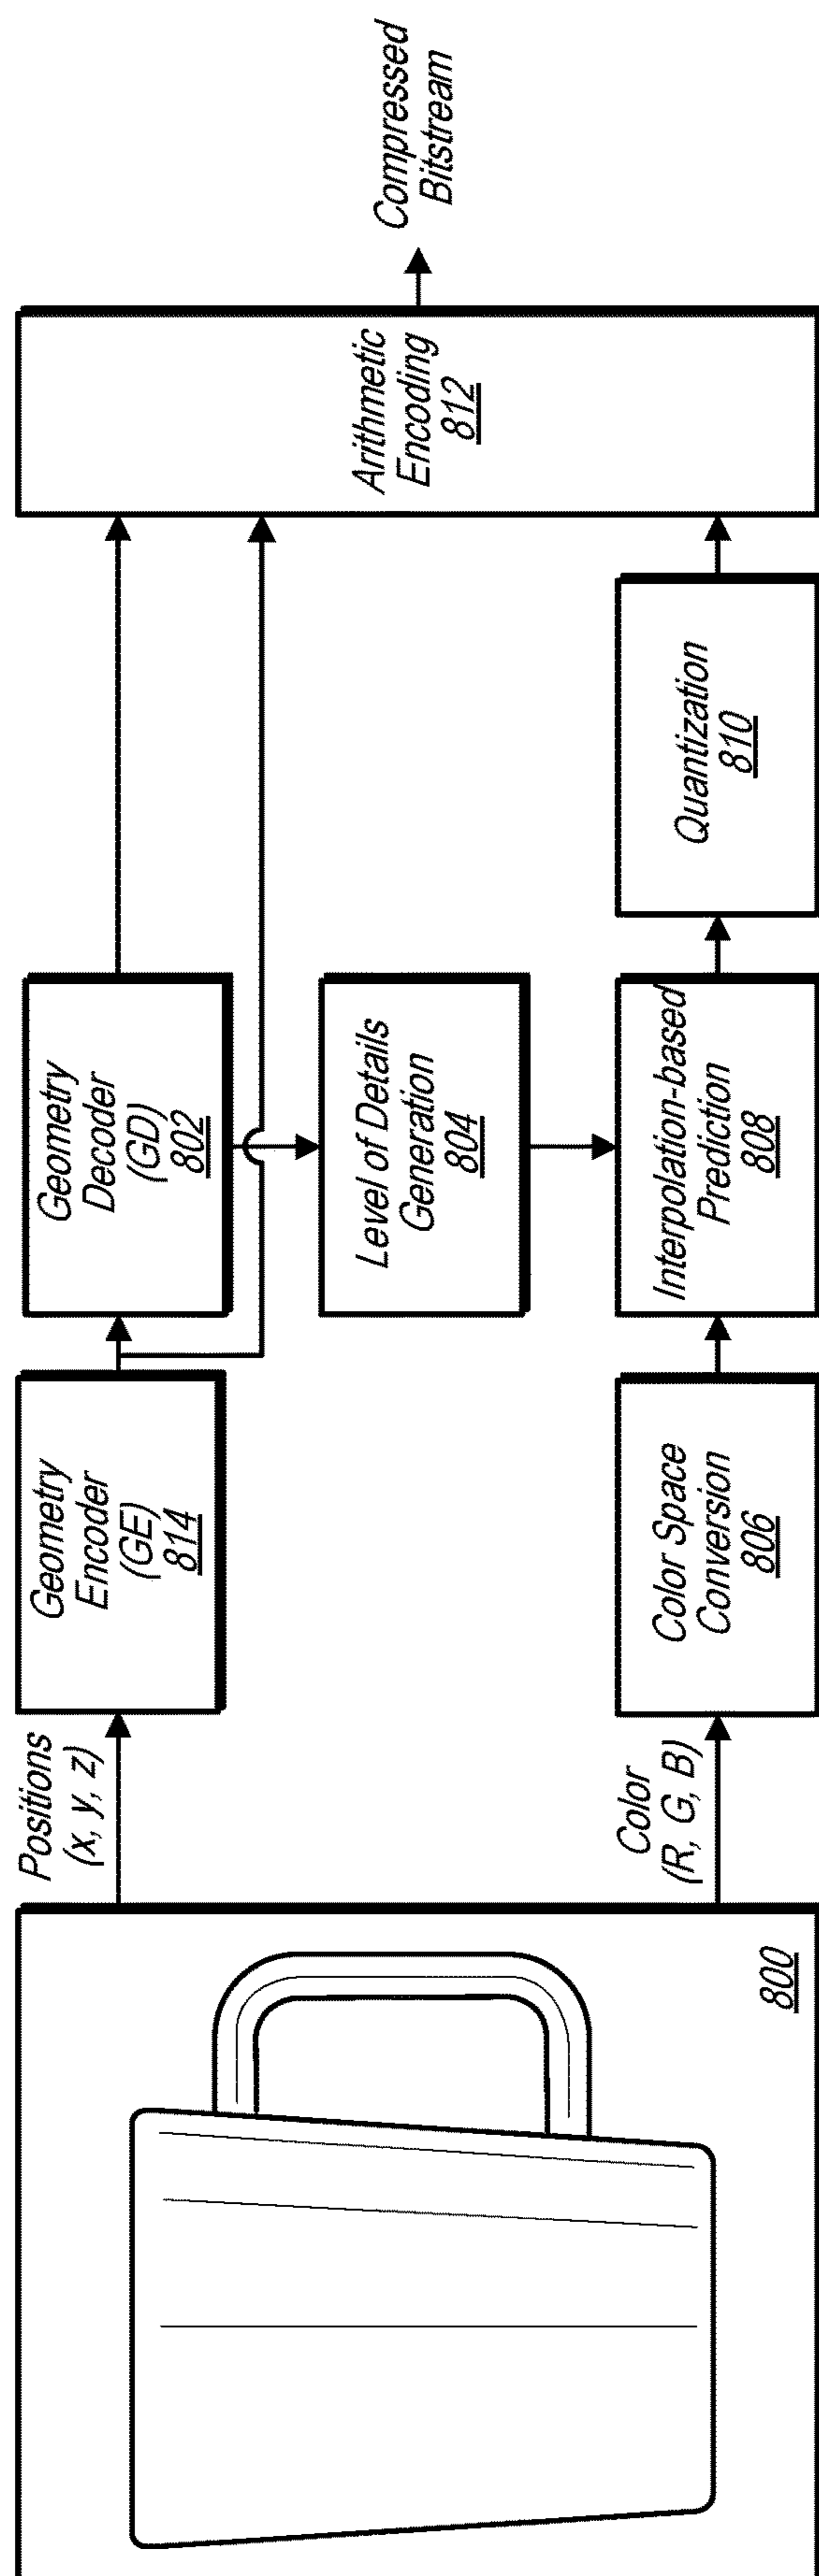 800
Positions
(x, y, z)
Color
(R, G, B)
Geometry
Encoder
(GE)
814
Color Space
Conversion
806
Geometry
Decoder
(GD)
802
Level of Details
Generation
804
Interpolation-based
Prediction
808
Quantization
810
Arithmetic
Encoding
812
Compressed
Bitstream